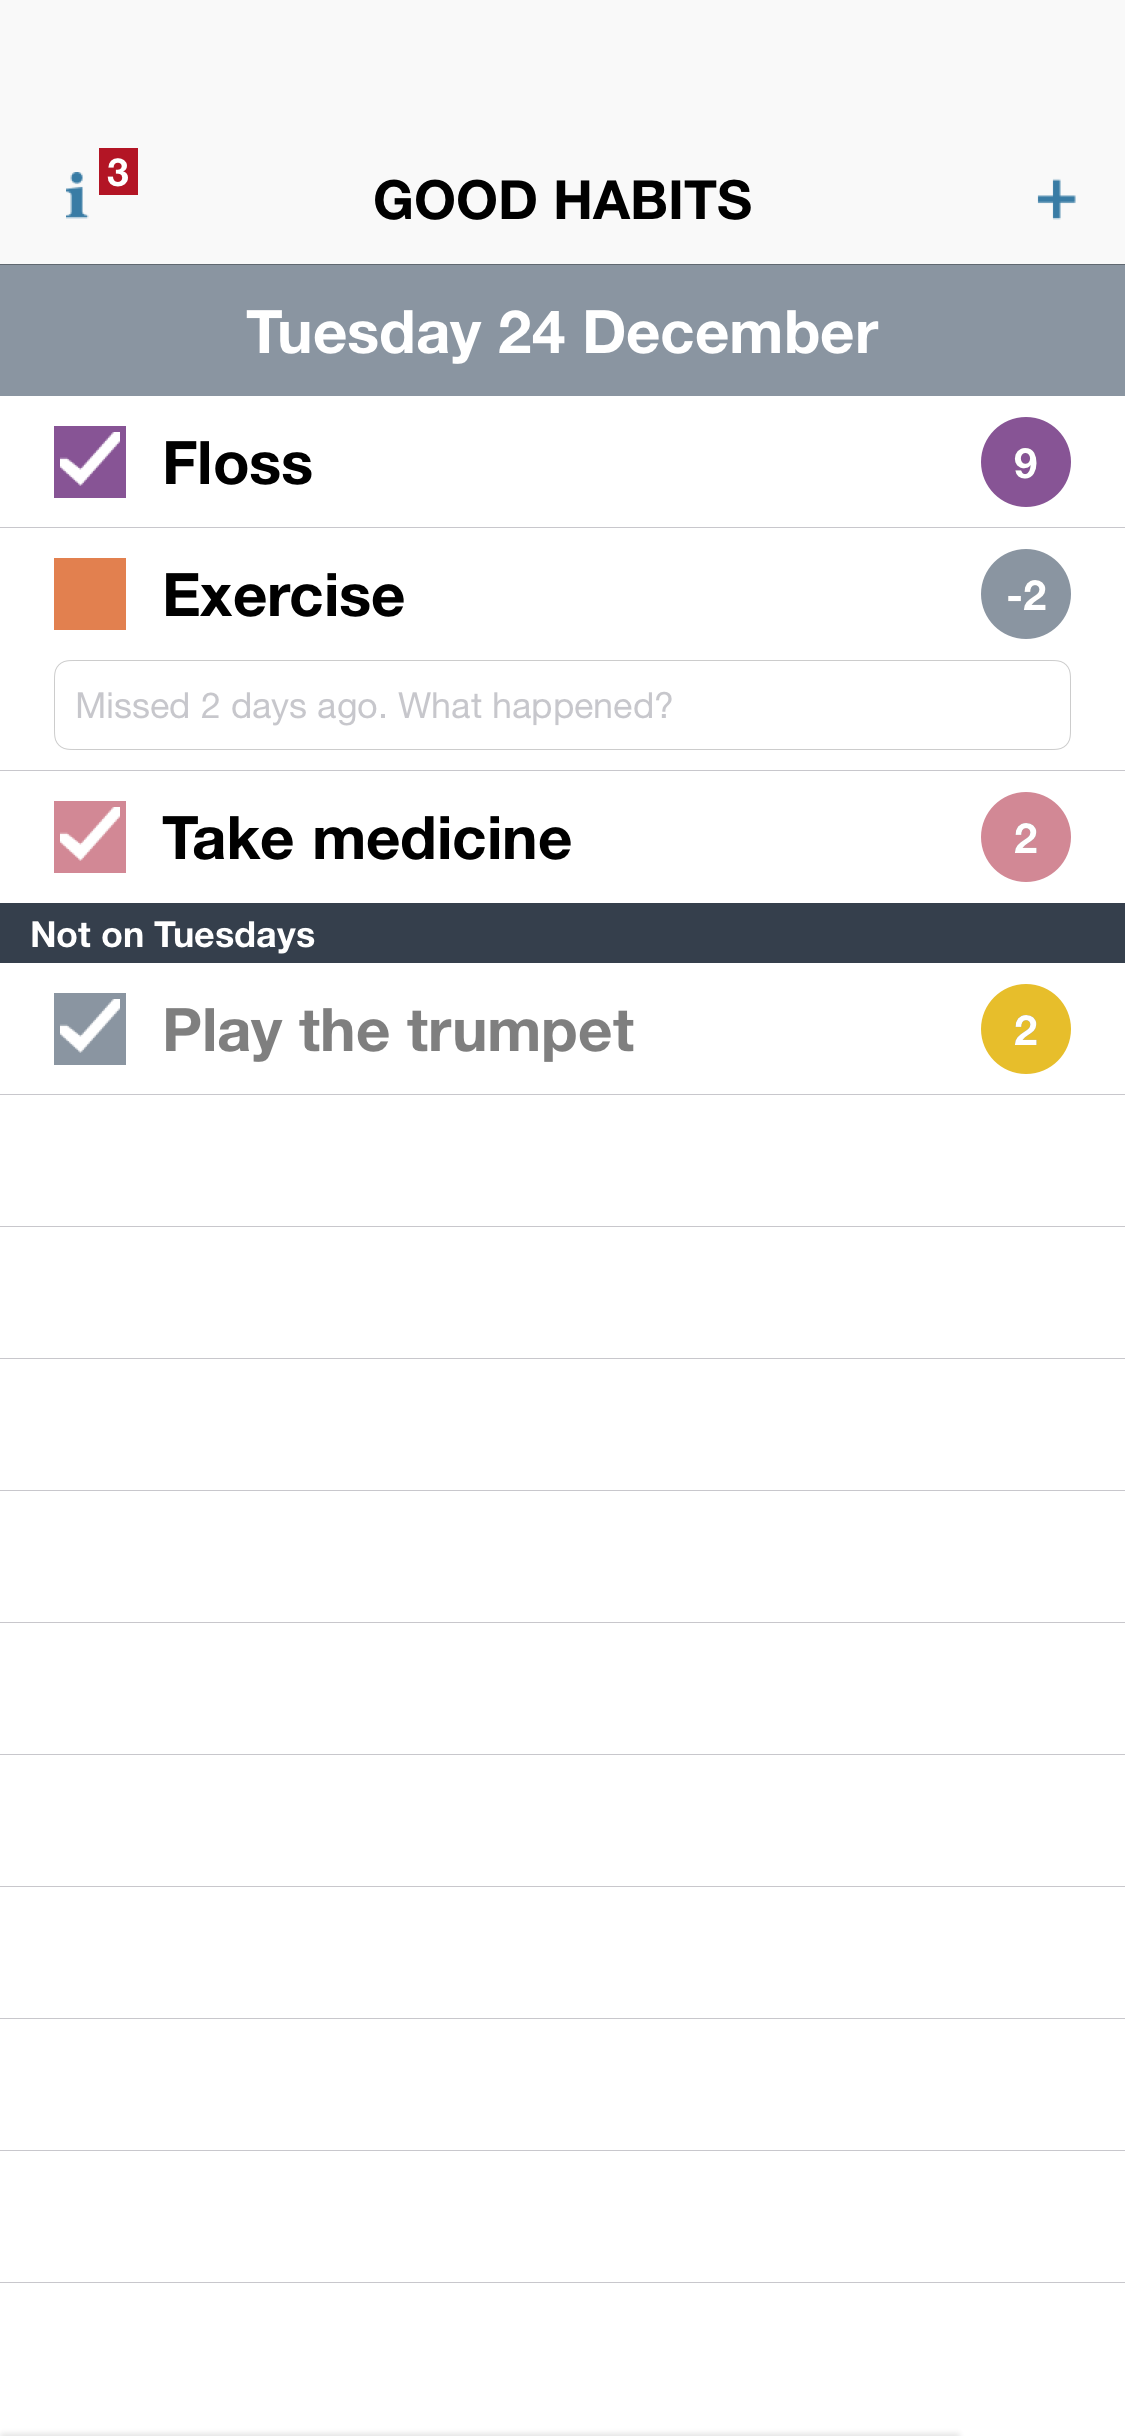 i 3
GOOD HABITS
+
Tuesday 24 December
Floss 9
Exercise -2
Missed 2 days ago. What happened?
Take medicine 2
Not on Tuesdays
Play the trumpet 2